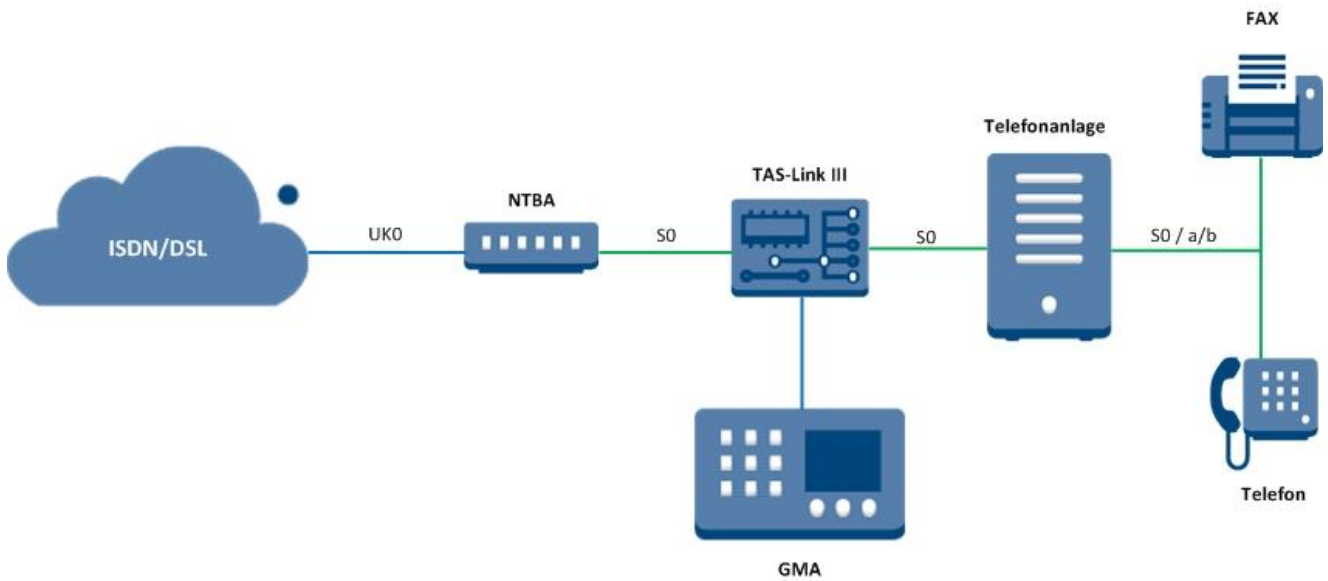 FAX
Telefonanlage
TAS-Link III
NTBA
UK0
S0
S0
S0 / a/b
ISDN/DSL
Telefon
GMA